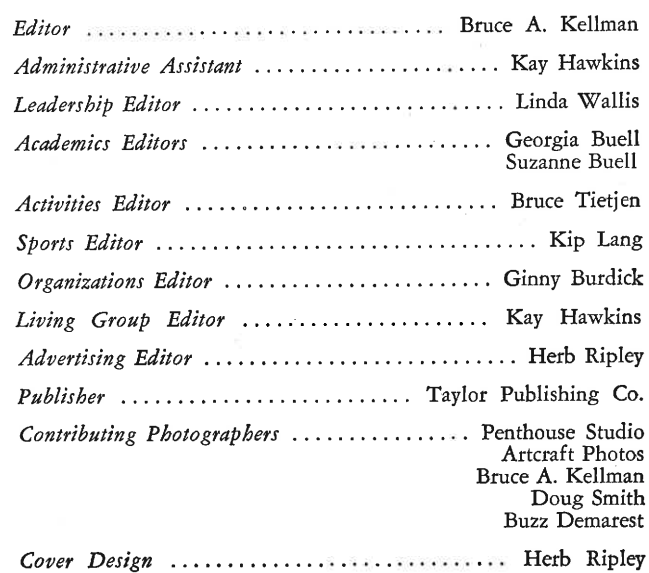 Editor ................................ Bruce A. Kellman
Administrative Assistant ...................... Kay Hawkins
Leadership Editor ............................ Linda Wallis
Academics Editors .......................... Georgia Buell
Suzanne Buell
Activities Editor ............................ Bruce Tietjen
Sports Editor .................................. Kip Lang
Organizations Editor ........................ Ginny Burdick
Living Group Editor ...................... Kay Hawkins
Advertising Editor ............................ Herb Ripley
Publisher .......................... Taylor Publishing Co.
Contributing Photographers ................ Penthouse Studio
Artcraft Photos
Bruce A. Kellman
Doug Smith
Buzz Demarest
Cover Design .............................. Herb Ripley